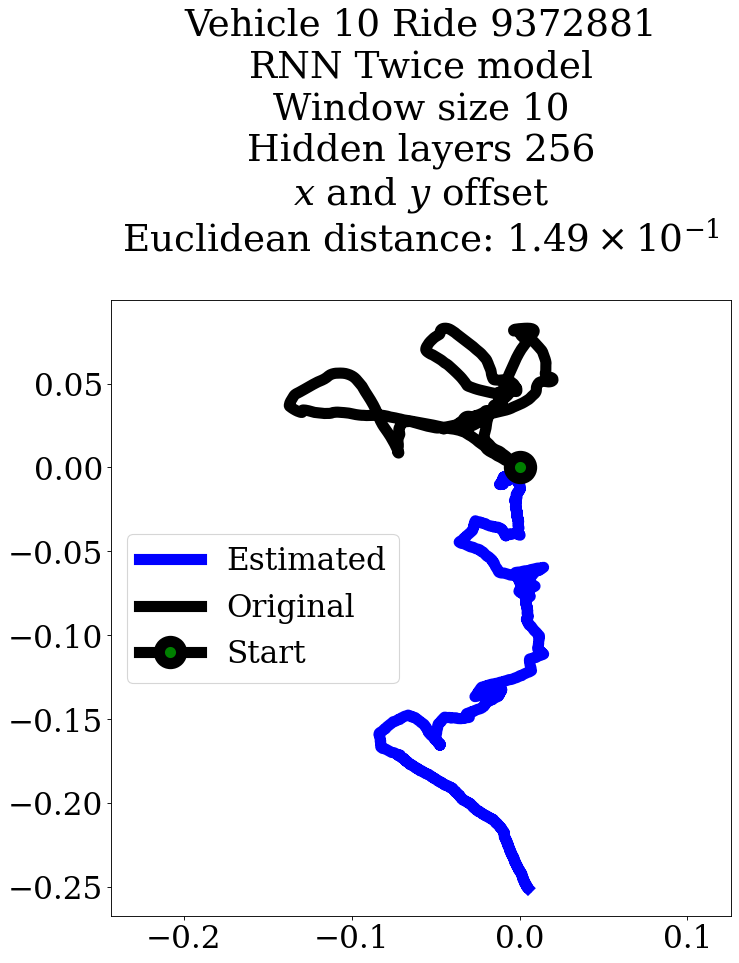 Vehicle 10 Ride 9372881
RNN Twice model
Window size 10
Hidden layers 256
x and y offset
Euclidean distance: 1.49 × 10⁻¹
0.05
0.00
−0.05
−0.10
−0.15
−0.20
−0.25
Estimated
Original
Start
−0.2
−0.1
0.0
0.1